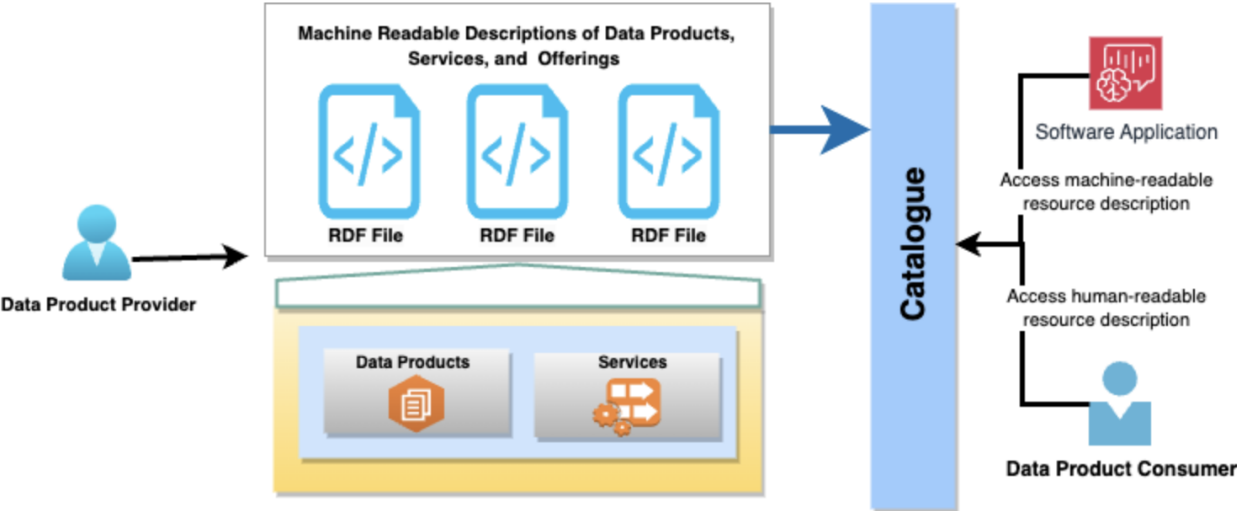 Machine Readable Descriptions of Data Products,
Services, and Offerings
</>
</>
</>
RDF File
RDF File
RDF File
Data Product Provider
Data Products
Services
Catalogue
Software Application
Access machine-readable
resource description
Access human-readable
resource description
Data Product Consumer